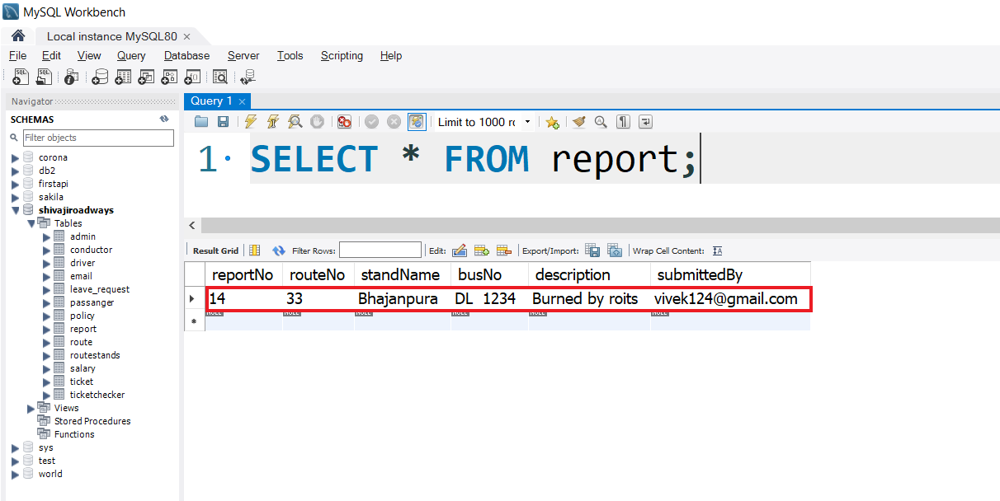 MySQL Workbench
Local instance MySQL80 ×
File Edit View Query Database Server Tools Scripting Help
Navigator
SCHEMAS
Filter objects
corona
db2
firstapi
sakila
shivajiroadways
Tables
admin
conductor
driver
email
leave_request
passanger
policy
report
route
routestands
salary
ticket
ticketchecker
Views
Stored Procedures
Functions
sys
test
world
Query 1 ×
Limit to 1000 rc
1 SELECT * FROM report;
Result Grid Filter Rows: Edit: Export/Import: Wrap Cell Content: IA
reportNo routeNo standName busNo description submittedBy
14 33 Bhajanpura DL 1234 Burned by roits vivek124@gmail.com
* NULL NULL NULL NULL NULL NULL